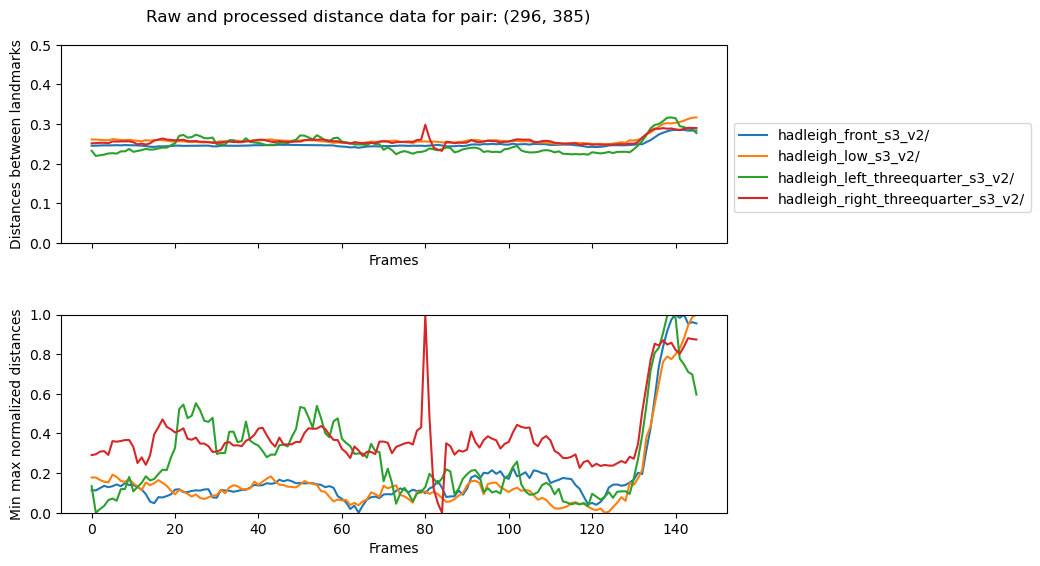 Raw and processed distance data for pair: (296, 385)
Distances between landmarks
0.5
0.4
0.3
0.2
0.1
0.0
Frames
hadleigh_front_s3_v2/
hadleigh_low_s3_v2/
hadleigh_left_threequarter_s3_v2/
hadleigh_right_threequarter_s3_v2/
Min max normalized distances
1.0
0.8
0.6
0.4
0.2
0.0
0 20 40 60 80 100 120 140
Frames